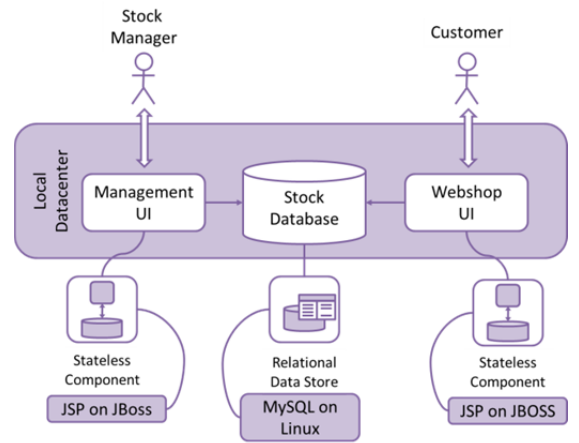 Stock
Manager
Customer
Local
Datacenter
Management
UI
Stock
Database
Webshop
UI
Stateless
Component
Relational
Data Store
Stateless
Component
JSP on JBoss
MySQL on
Linux
JSP on JBOSS